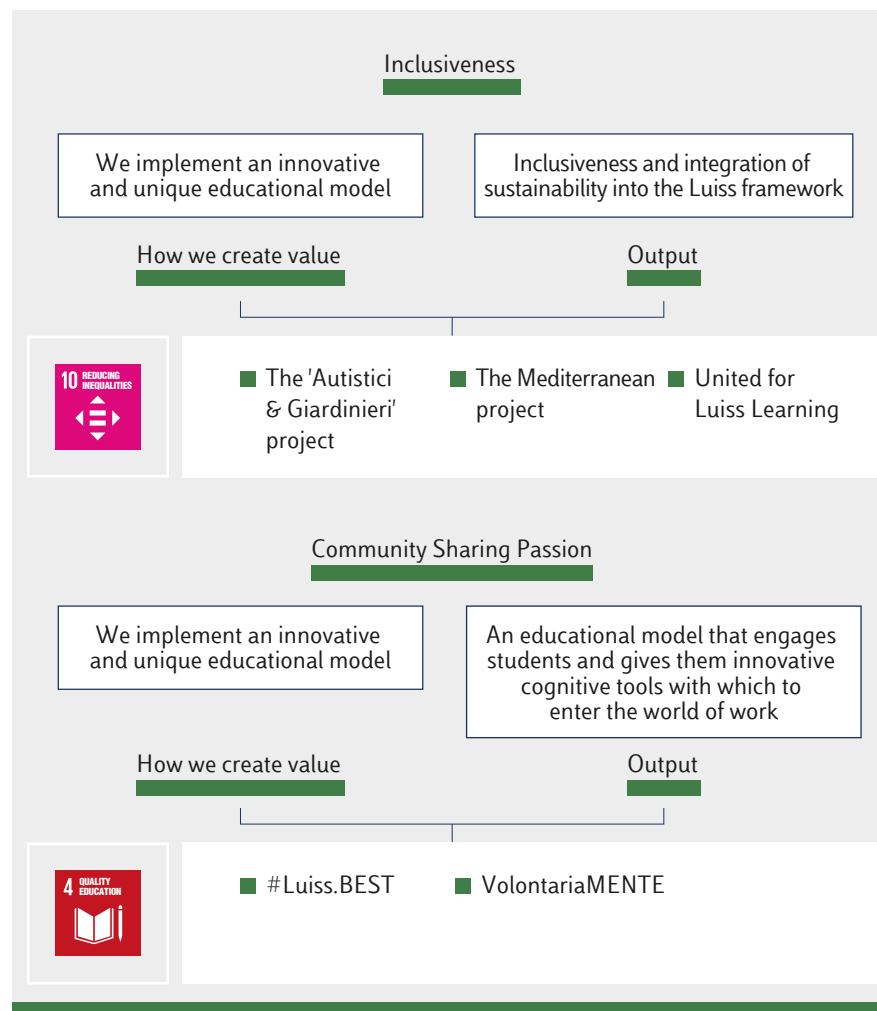 Inclusiveness
We implement an innovative
and unique educational model
Inclusiveness and integration of
sustainability into the Luiss framework
How we create value
Output
10 REDUCING
INEQUALITIES
The 'Autistici
& Giardinieri'
project
The Mediterranean
project
United for
Luiss Learning
Community Sharing Passion
We implement an innovative
and unique educational model
An educational model that engages
students and gives them innovative
cognitive tools with which to
enter the world of work
How we create value
Output
4 QUALITY
EDUCATION
#Luiss.BEST
VolontariaMENTE